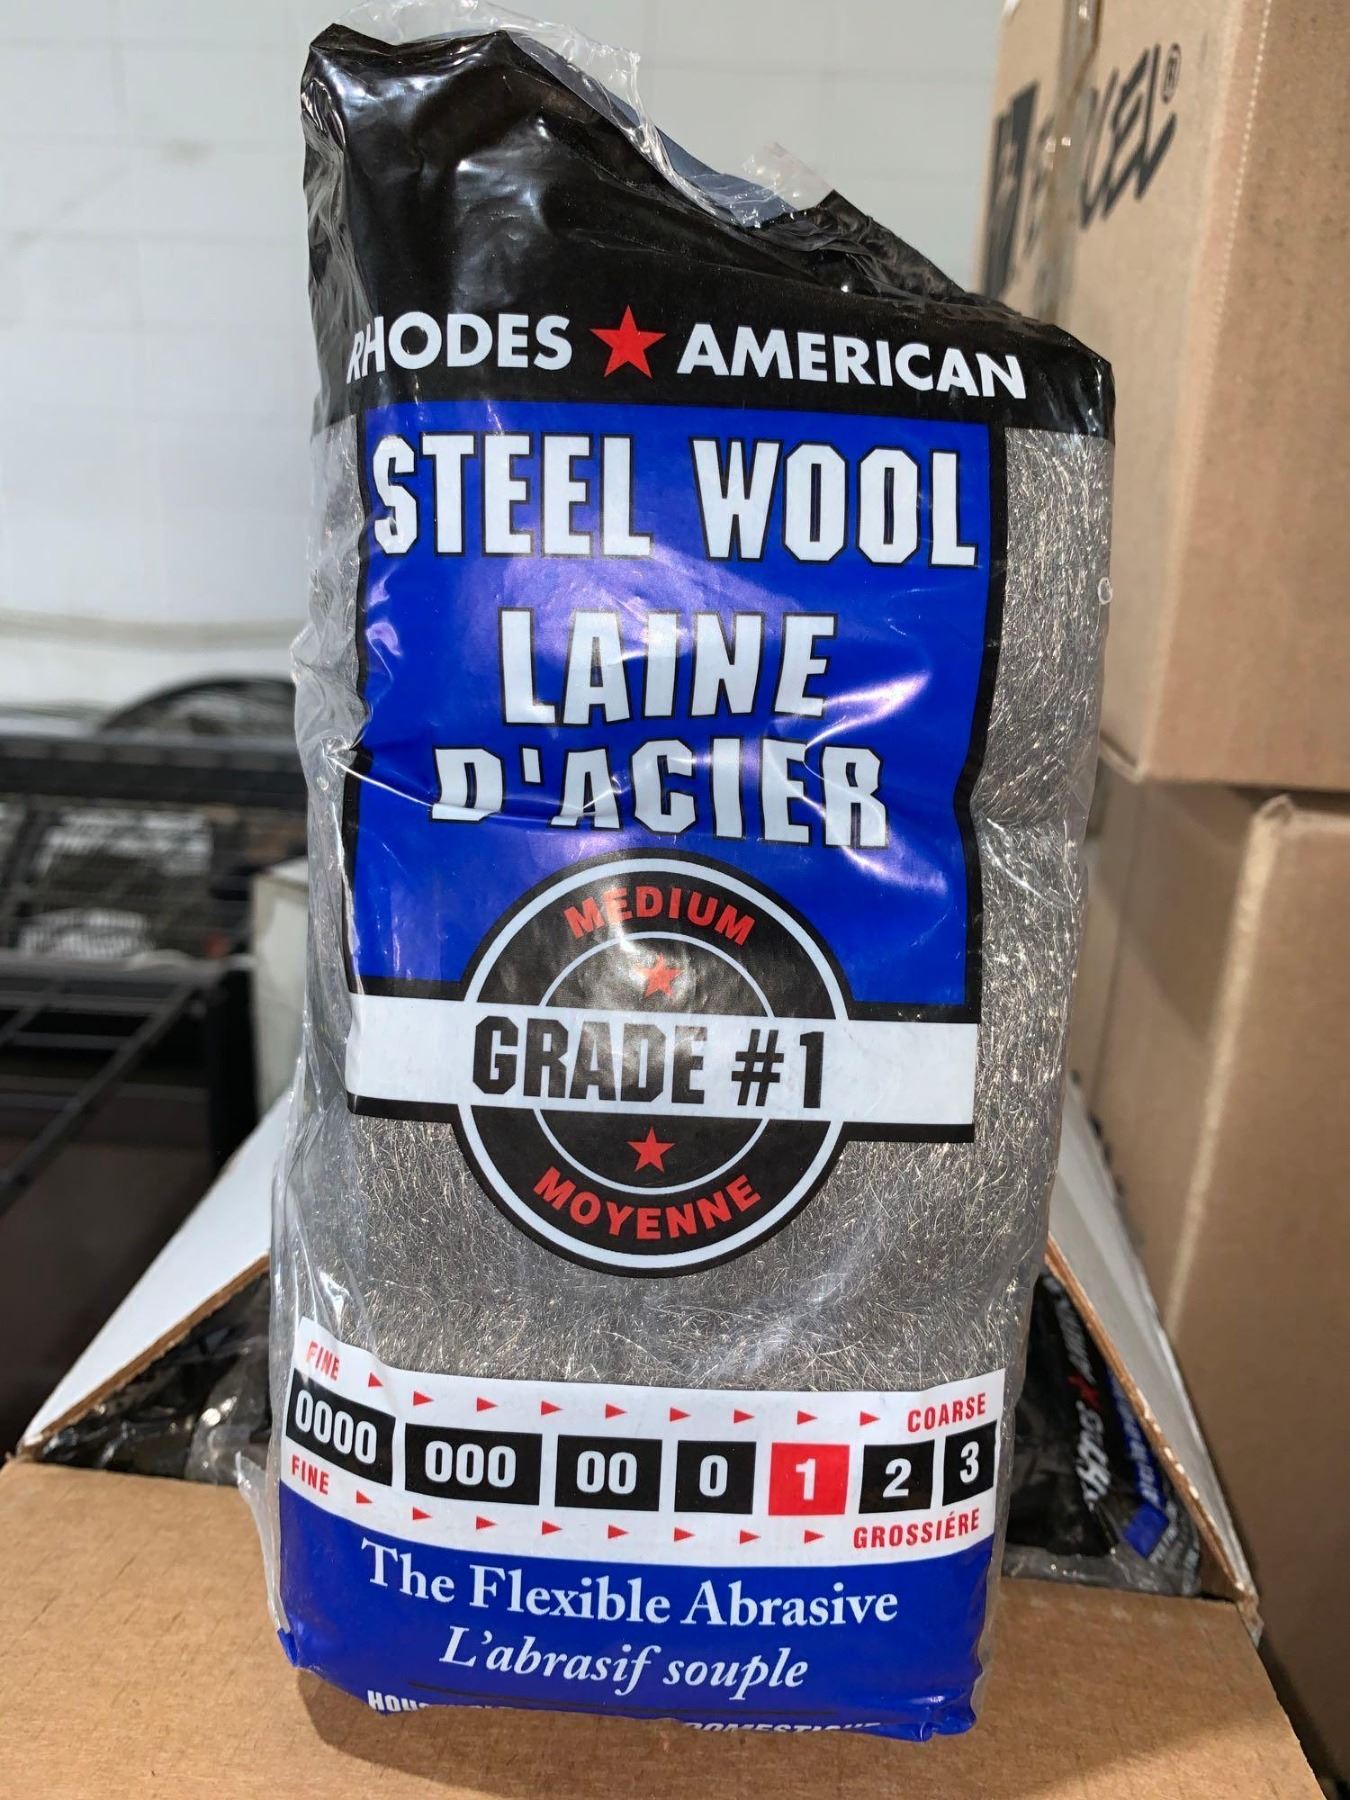 RHODES ★ AMERICAN
STEEL WOOL
LAINE
D'ACIER
MEDIUM
GRADE #1
MOYENNE
FINE COARSE
0000 000 00 0 1 2 3
FINE GROSSIÉRE
The Flexible Abrasive
L'abrasif souple